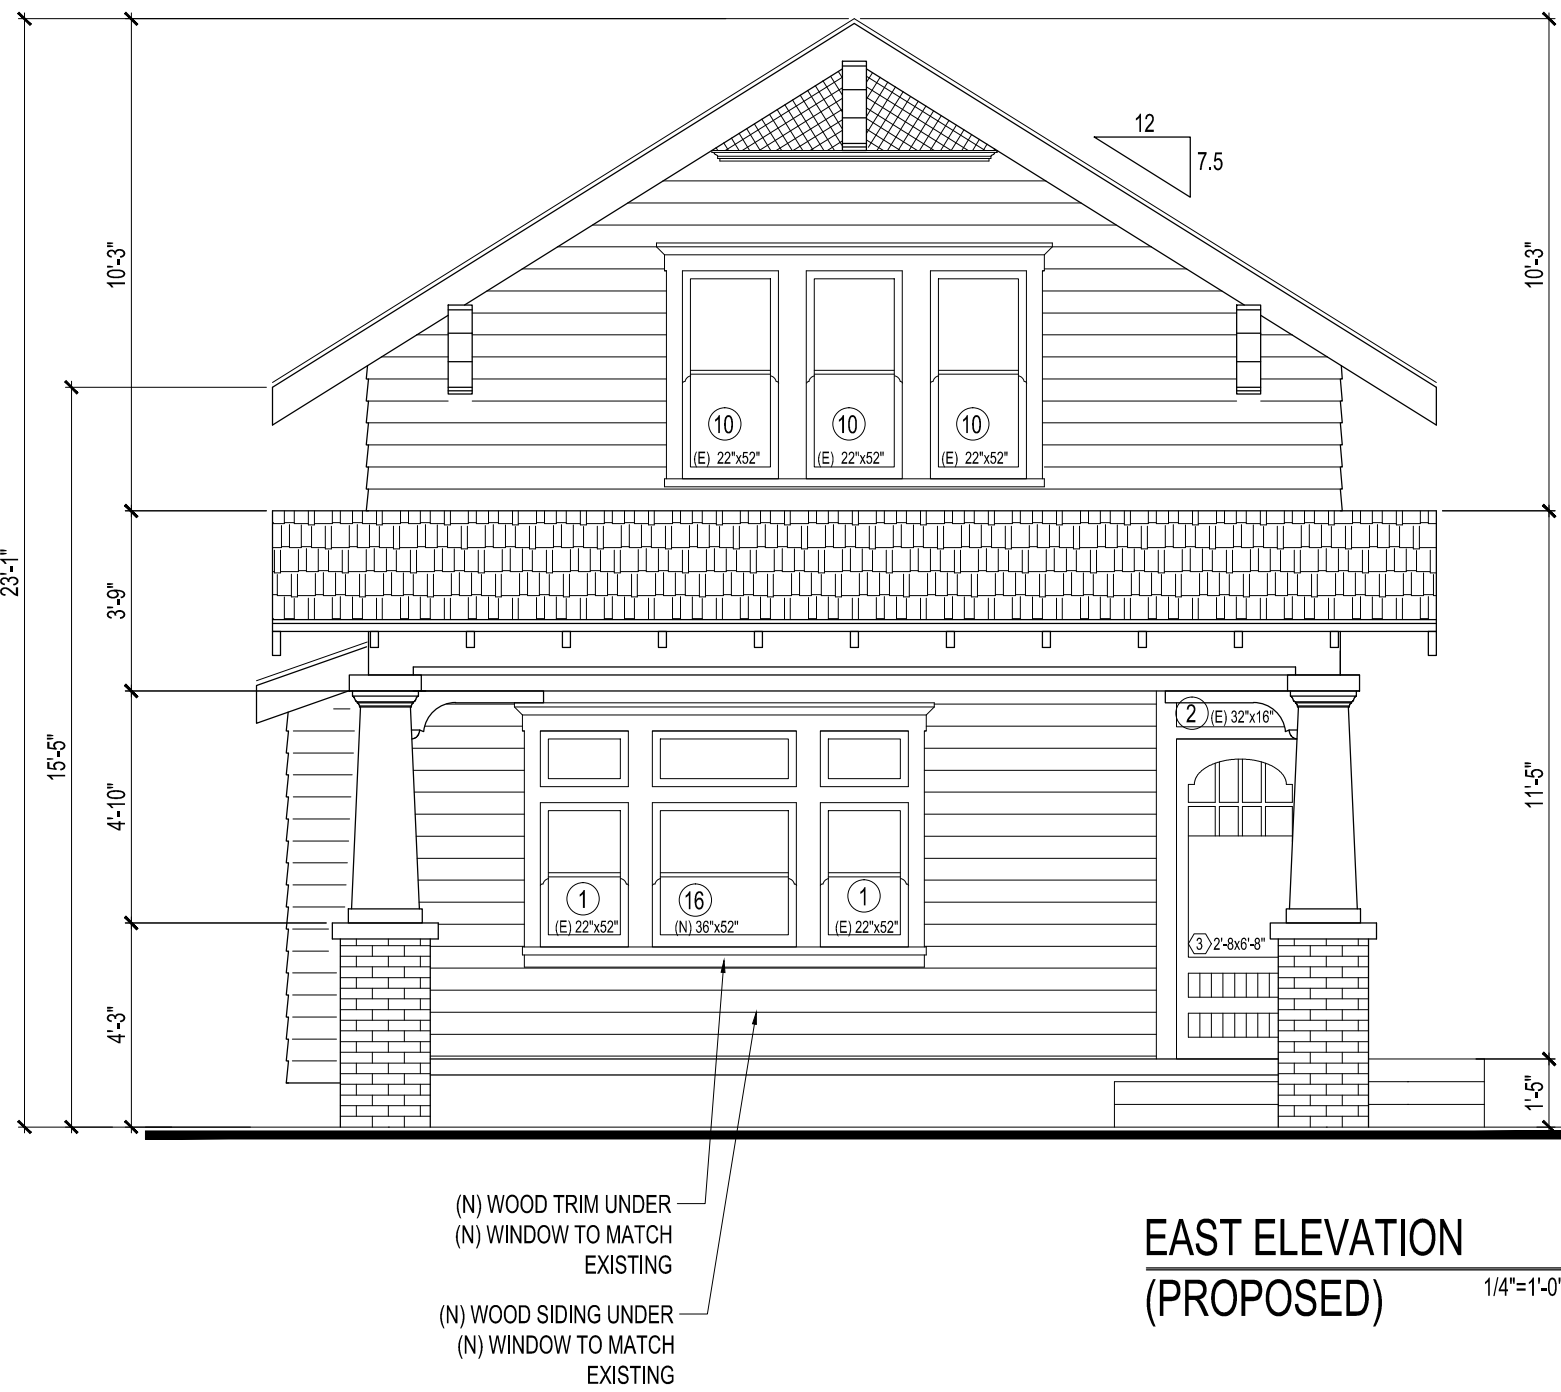 12
7.5
10'-3"
10'-3"
10
10
10
(E) 22"x52"
(E) 22"x52"
(E) 22"x52"
23'-1"
3'-9"
15'-5"
4'-10"
11'-5"
2 (E) 32"x16"
1
16
1
(E) 22"x52"
(N) 36"x52"
(E) 22"x52"
3 2'-8x6'-8"
4'-3"
1'-5"
(N) WOOD TRIM UNDER
(N) WINDOW TO MATCH
EXISTING
(N) WOOD SIDING UNDER
(N) WINDOW TO MATCH
EXISTING
EAST ELEVATION
(PROPOSED)
1/4"=1'-0"